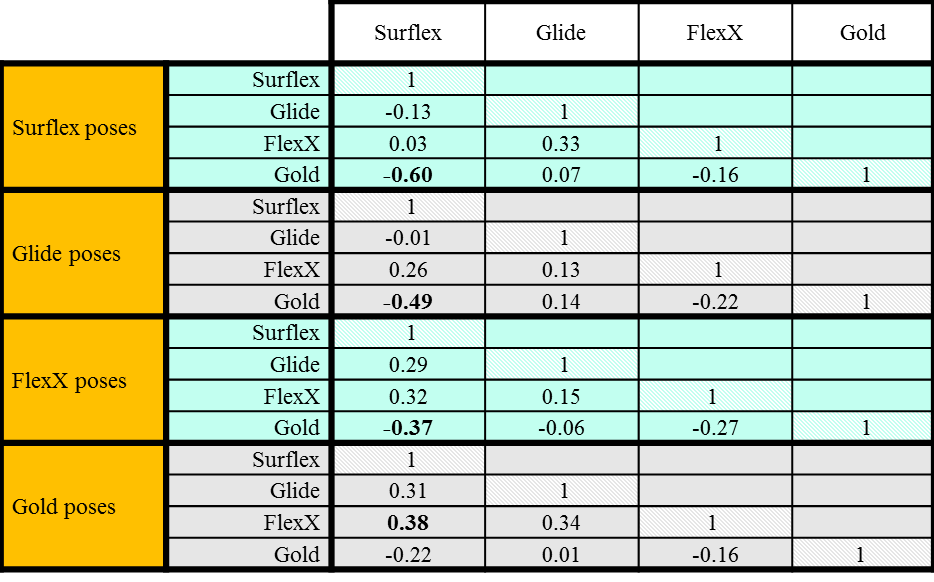 Surflex Glide FlexX Gold
Surflex poses
Surflex 1
Glide -0.13 1
FlexX 0.03 0.33 1
Gold -0.60 0.07 -0.16 1
Glide poses
Surflex 1
Glide -0.01 1
FlexX 0.26 0.13 1
Gold -0.49 0.14 -0.22 1
FlexX poses
Surflex 1
Glide 0.29 1
FlexX 0.32 0.15 1
Gold -0.37 -0.06 -0.27 1
Gold poses
Surflex 1
Glide 0.31 1
FlexX 0.38 0.34 1
Gold -0.22 0.01 -0.16 1